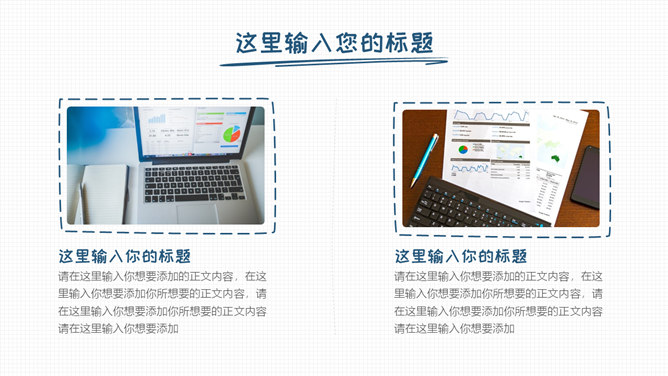 这里输入您的标题
这里输入你的标题
请在这里输入你想要添加的正文内容，在这
里输入你想要添加你所想要的正文内容，请
在这里输入你想要添加你所想要的正文内容
请在这里输入你想要添加
这里输入你的标题
请在这里输入你想要添加的正文内容，在这
里输入你想要添加你所想要的正文内容，请
在这里输入你想要添加你所想要的正文内容
请在这里输入你想要添加